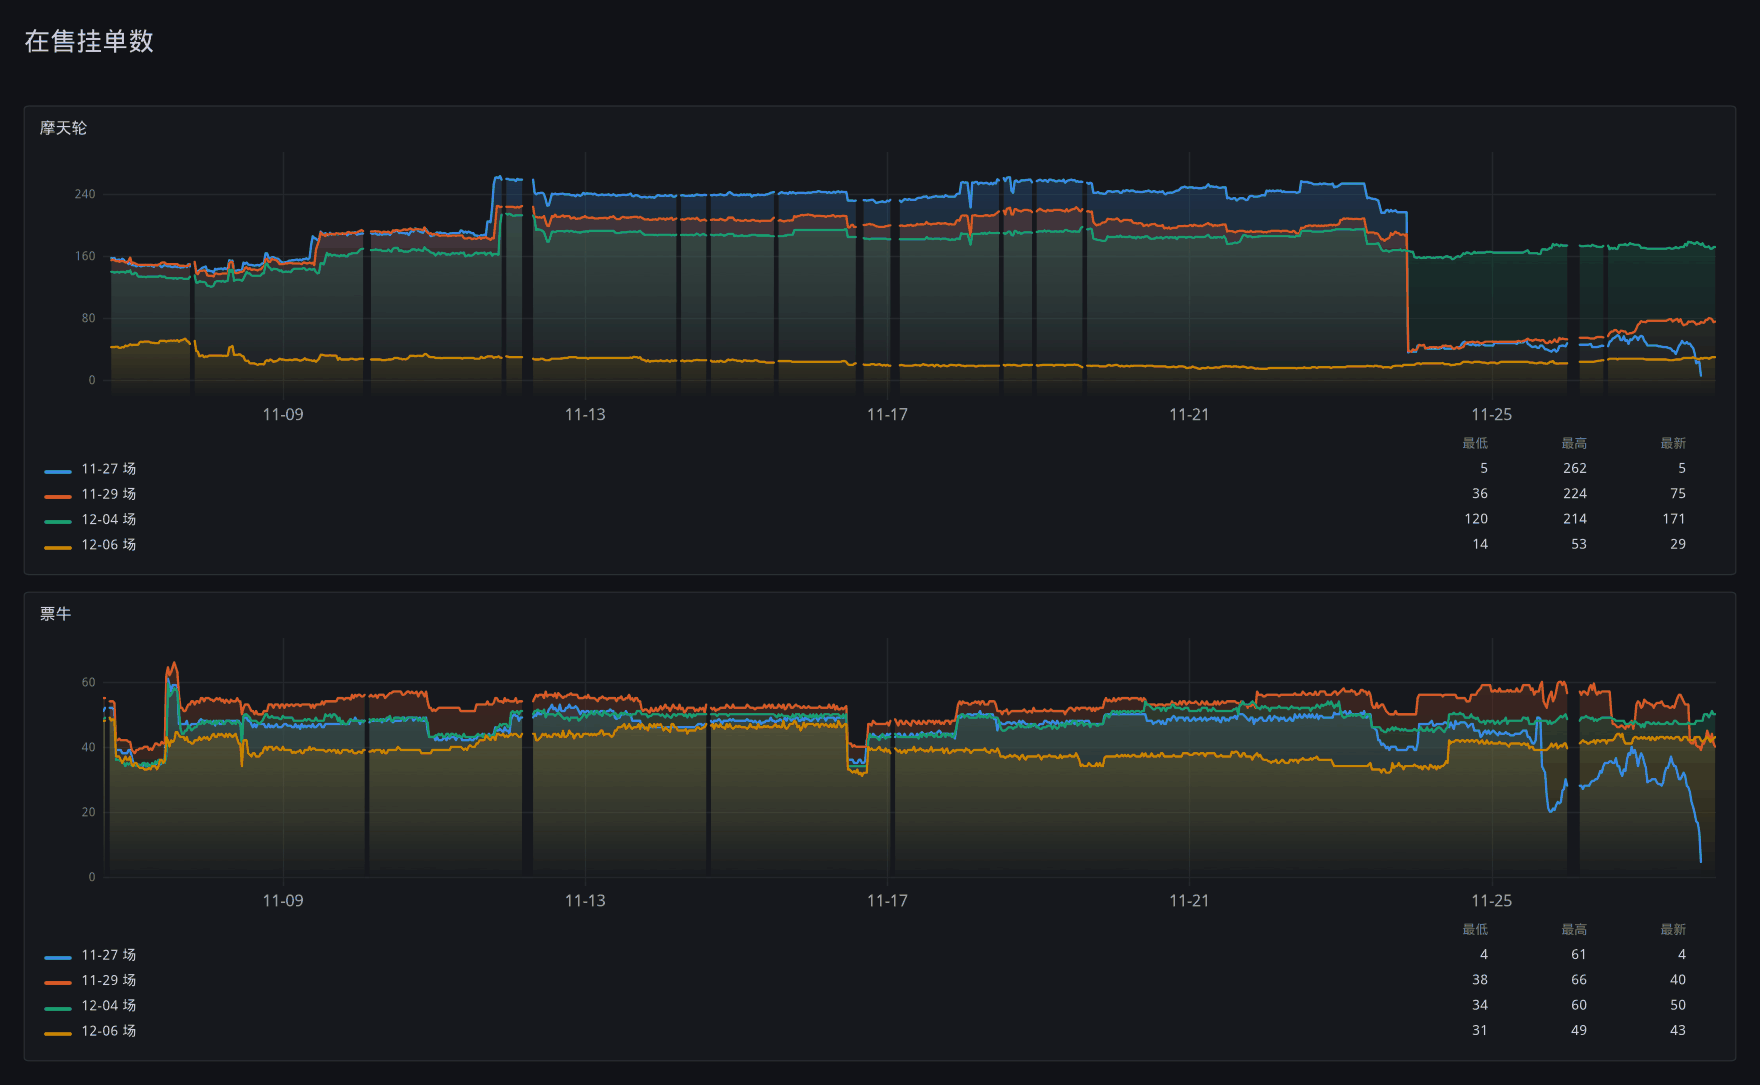 在售挂单数
摩天轮
240
160
80
0
11-09 11-13 11-17 11-21 11-25
最低 最高 最新
11-27 场 5 262 5
11-29 场 36 224 75
12-04 场 120 214 171
12-06 场 14 53 29
票牛
60
40
20
0
11-09 11-13 11-17 11-21 11-25
最低 最高 最新
11-27 场 4 61 4
11-29 场 38 66 40
12-04 场 34 60 50
12-06 场 31 49 43